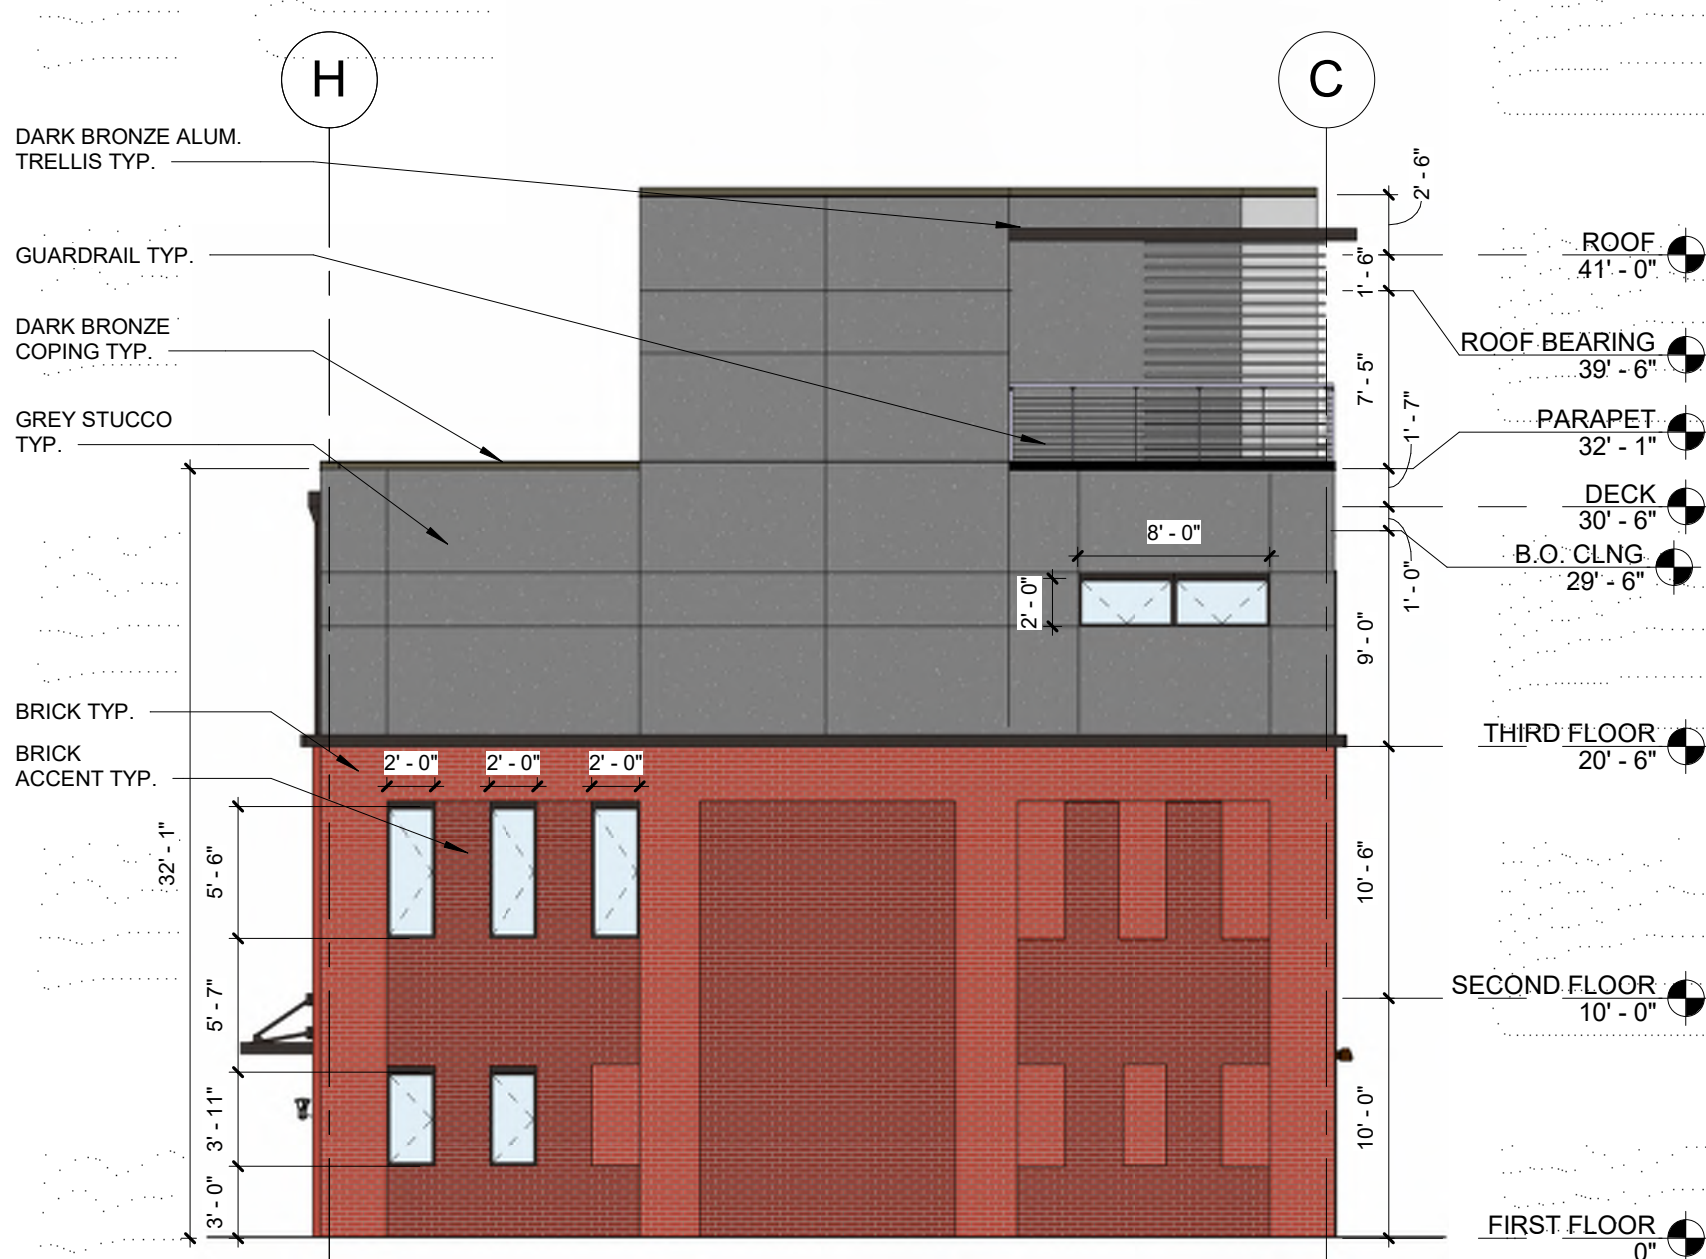 H
C
DARK BRONZE ALUM.
TRELLIS TYP.
GUARDRAIL TYP.
DARK BRONZE
COPING TYP.
GREY STUCCO
TYP.
BRICK TYP.
BRICK
ACCENT TYP.
2' - 6"
ROOF
41' - 0"
1' - 6"
ROOF BEARING
39' - 6"
7' - 5"
1' - 7"
PARAPET
32' - 1"
DECK
30' - 6"
B.O. CLNG
29' - 6"
1' - 0"
8' - 0"
2' - 0"
9' - 0"
THIRD FLOOR
20' - 6"
2' - 0"
2' - 0"
2' - 0"
32' - 1"
5' - 6"
10' - 6"
5' - 7"
SECOND FLOOR
10' - 0"
3' - 11"
10' - 0"
3' - 0"
FIRST FLOOR
0"